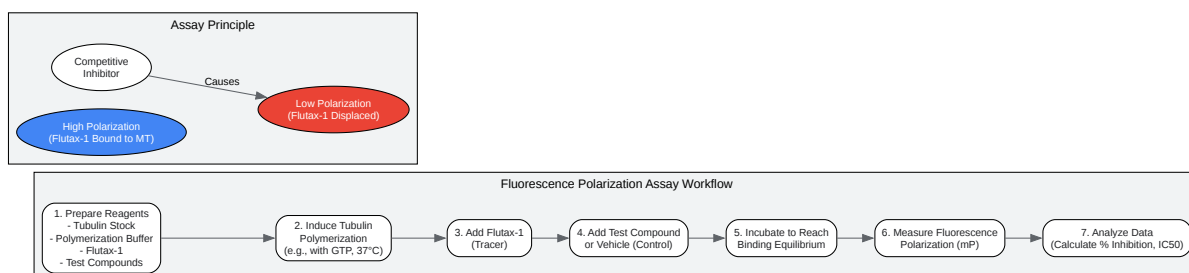 Assay Principle
Competitive
Inhibitor
Causes
Low Polarization
(Flutax-1 Displaced)
High Polarization
(Flutax-1 Bound to MT)
Fluorescence Polarization Assay Workflow
1. Prepare Reagents
- Tubulin Stock
- Polymerization Buffer
- Flutax-1
- Test Compounds
2. Induce Tubulin
Polymerization
(e.g., with GTP, 37°C)
3. Add Flutax-1
(Tracer)
4. Add Test Compound
or Vehicle (Control)
5. Incubate to Reach
Binding Equilibrium
6. Measure Fluorescence
Polarization (mP)
7. Analyze Data
(Calculate % Inhibition, IC50)